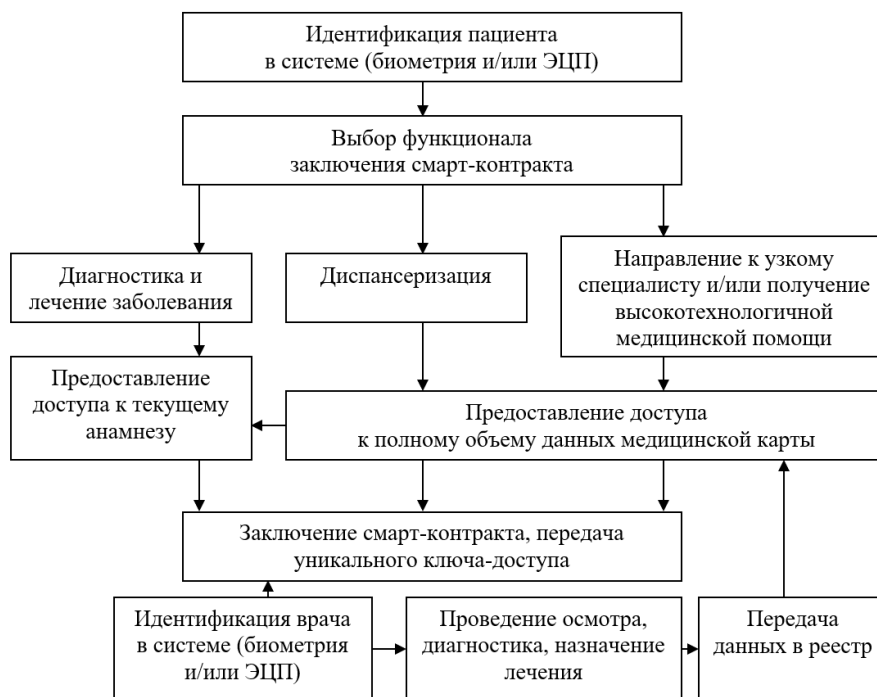 Идентификация пациента
в системе (биометрия и/или ЭЦП)
Выбор функционала
заключения смарт-контракта
Диагностика и
лечение заболевания
Диспансеризация
Направление к узкому
специалисту и/или получение
высокотехнологичной
медицинской помощи
Предоставление
доступа к текущему
анамнезу
Предоставление доступа
к полному объему данных медицинской карты
Заключение смарт-контракта, передача
уникального ключа-доступа
Идентификация врача
в системе (биометрия
и/или ЭЦП)
Проведение осмотра,
диагностика, назначение
лечения
Передача
данных в реестр